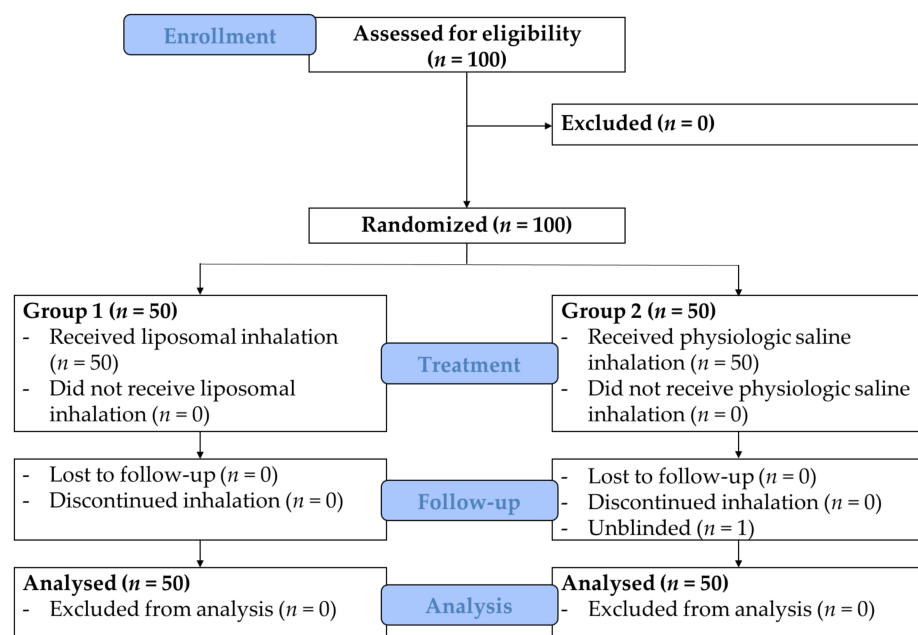 Enrollment
Assessed for eligibility
(n = 100)
Excluded (n = 0)
Randomized (n = 100)
Group 1 (n = 50)
- Received liposomal inhalation
(n = 50)
- Did not receive liposomal
inhalation (n = 0)
Treatment
Group 2 (n = 50)
- Received physiologic saline
inhalation (n = 50)
- Did not receive physiologic saline
inhalation (n = 0)
- Lost to follow-up (n = 0)
- Discontinued inhalation (n = 0)
Follow-up
- Lost to follow-up (n = 0)
- Discontinued inhalation (n = 0)
- Unblinded (n = 1)
Analysed (n = 50)
- Excluded from analysis (n = 0)
Analysis
Analysed (n = 50)
- Excluded from analysis (n = 0)